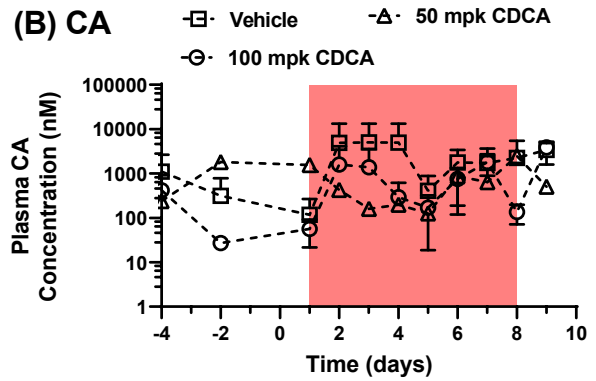 (B) CA
Vehicle
50 mpk CDCA
100 mpk CDCA
Plasma CA
Concentration (nM)
100000
10000
1000
100
10
1
-4 -2 0 2 4 6 8 10
Time (days)